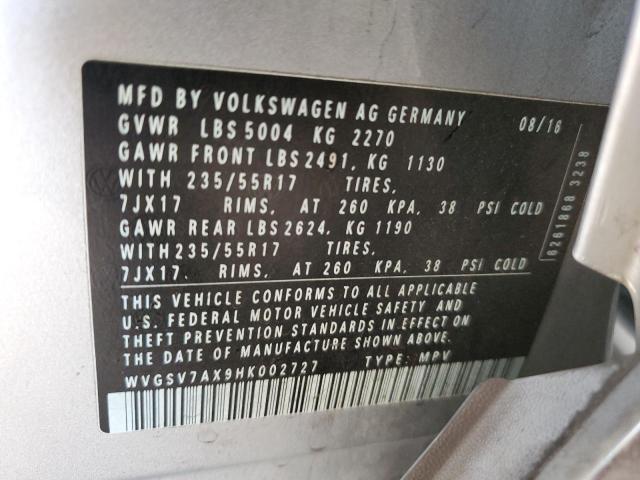 MFD BY VOLKSWAGEN AG GERMANY 08/16
GVWR LBS 5004 KG 2270
GAWR FRONT LBS 2491, KG 1130
WITH 235/55R17 TIRES,
7JX17 RIMS, AT 260 KPA, 38 PSI COLD
GAWR REAR LBS 2624, KG 1190
WITH 235/55R17 TIRES,
7JX17 RIMS, AT 260 KPA, 38 PSI COLD
THIS VEHICLE CONFORMS TO ALL APPLICABLE
U.S. FEDERAL MOTOR VEHICLE SAFETY AND
THEFT PREVENTION STANDARDS IN EFFECT ON
THE DATE OF MANUFACTURE SHOWN ABOVE.
WVGSV7AX9HK002727 TYPE: MPV
6261868 3238